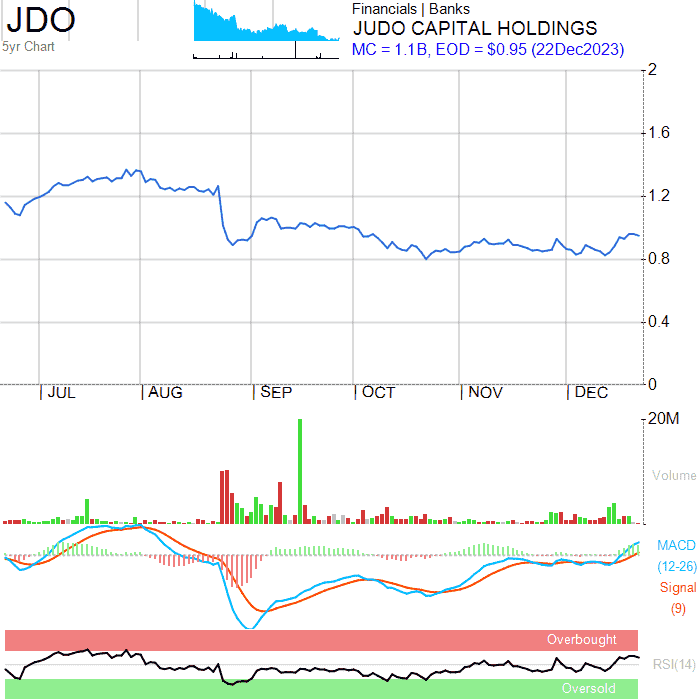 JDO
5yr Chart
Financials | Banks
JUDO CAPITAL HOLDINGS
MC = 1.1B, EOD = $0.95 (22Dec2023)
2
1.6
1.2
0.8
0.4
0
JUL AUG SEP OCT NOV DEC
20M
Volume
MACD
(12-26)
Signal
(9)
Overbought
RSI(14)
Oversold